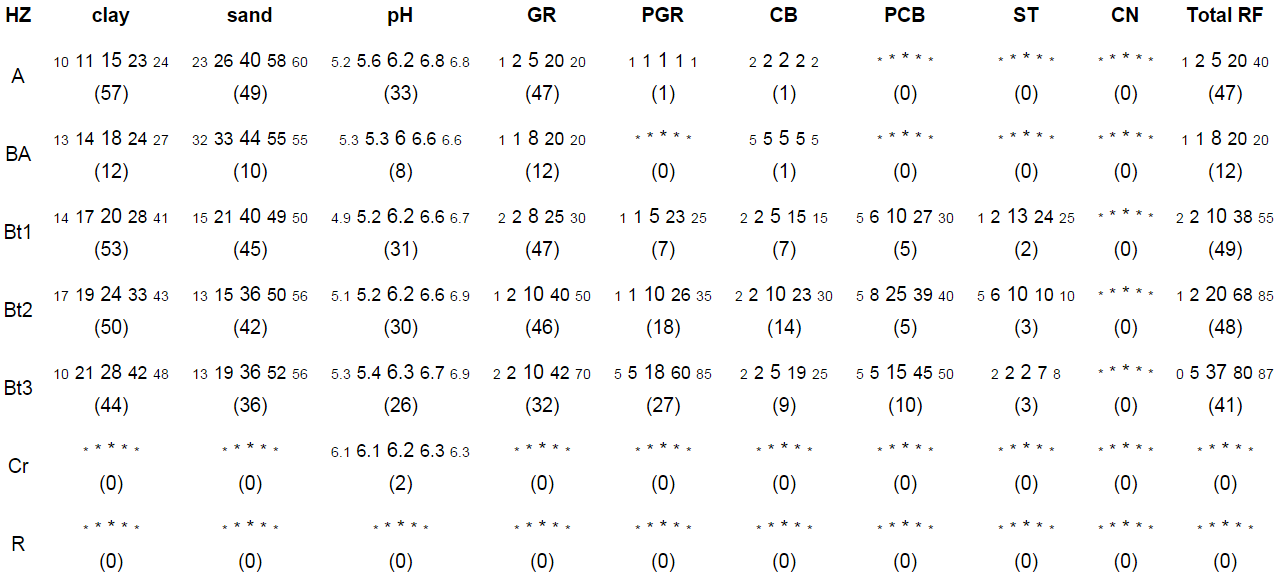 HZ clay sand pH GR PGR CB PCB ST CN Total RF
A 10 11 15 23 24 23 26 40 58 60 5.2 5.6 6.2 6.8 6.8 1 2 5 20 20 1 1 1 1 1 2 2 2 2 2 * * * * * * * * * * * * * * * 1 2 5 20 40
(57) (49) (33) (47) (1) (1) (0) (0) (0) (47)
BA 13 14 18 24 27 32 33 44 55 55 5.3 5.3 6 6.6 6.6 1 1 8 20 20 * * * * * 5 5 5 5 5 * * * * * * * * * * * * * * * 1 1 8 20 20
(12) (10) (8) (12) (0) (1) (0) (0) (0) (12)
Bt1 14 17 20 28 41 15 21 40 49 50 4.9 5.2 6.2 6.6 6.7 2 2 8 25 30 1 1 5 23 25 2 2 5 15 15 5 6 10 27 30 1 2 13 24 25 * * * * * 2 2 10 38 55
(53) (45) (31) (47) (7) (7) (5) (2) (0) (49)
Bt2 17 19 24 33 43 13 15 36 50 56 5.1 5.2 6.2 6.6 6.9 1 2 10 40 50 1 1 10 26 35 2 2 10 23 30 5 8 25 39 40 5 6 10 10 10 * * * * * 1 2 20 68 85
(50) (42) (30) (46) (18) (14) (5) (3) (0) (48)
Bt3 10 21 28 42 48 13 19 36 52 56 5.3 5.4 6.3 6.7 6.9 2 2 10 42 70 5 5 18 60 85 2 2 5 19 25 5 5 15 45 50 2 2 2 7 8 * * * * * 0 5 37 80 87
(44) (36) (26) (32) (27) (9) (10) (3) (0) (41)
Cr * * * * * * * * * * 6.1 6.1 6.2 6.3 6.3 * * * * * * * * * * * * * * * * * * * * * * * * * * * * * * * * * * *
(0) (0) (2) (0) (0) (0) (0) (0) (0) (0)
R * * * * * * * * * * * * * * * * * * * * * * * * * * * * * * * * * * * * * * * * * * * * * * * * * *
(0) (0) (0) (0) (0) (0) (0) (0) (0) (0)